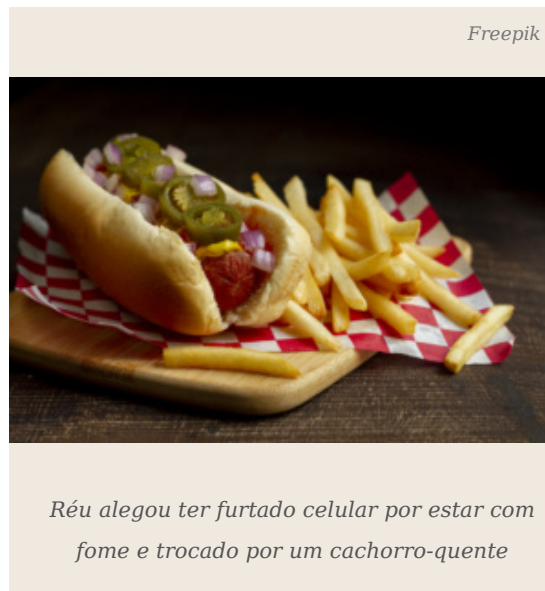 Freepik
Réu alegou ter furtado celular por estar com
fome e trocado por um cachorro-quente